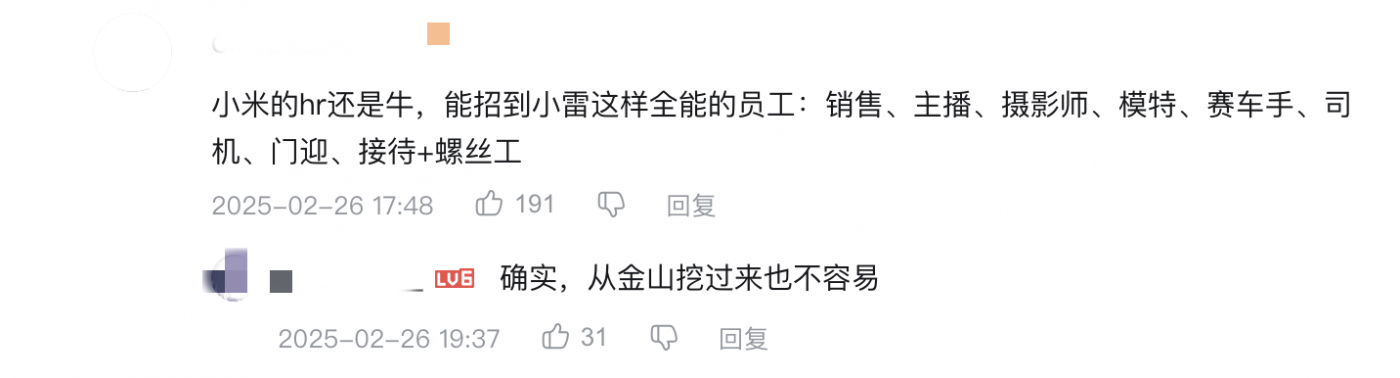 小米的hr还是牛，能招到小雷这样全能的员工：销售、主播、摄影师、模特、赛车手、司
机、门迎、接待+螺丝工
2025-02-26 17:48 191 回复
LV6 确实，从金山挖过来也不容易
2025-02-26 19:37 31 回复